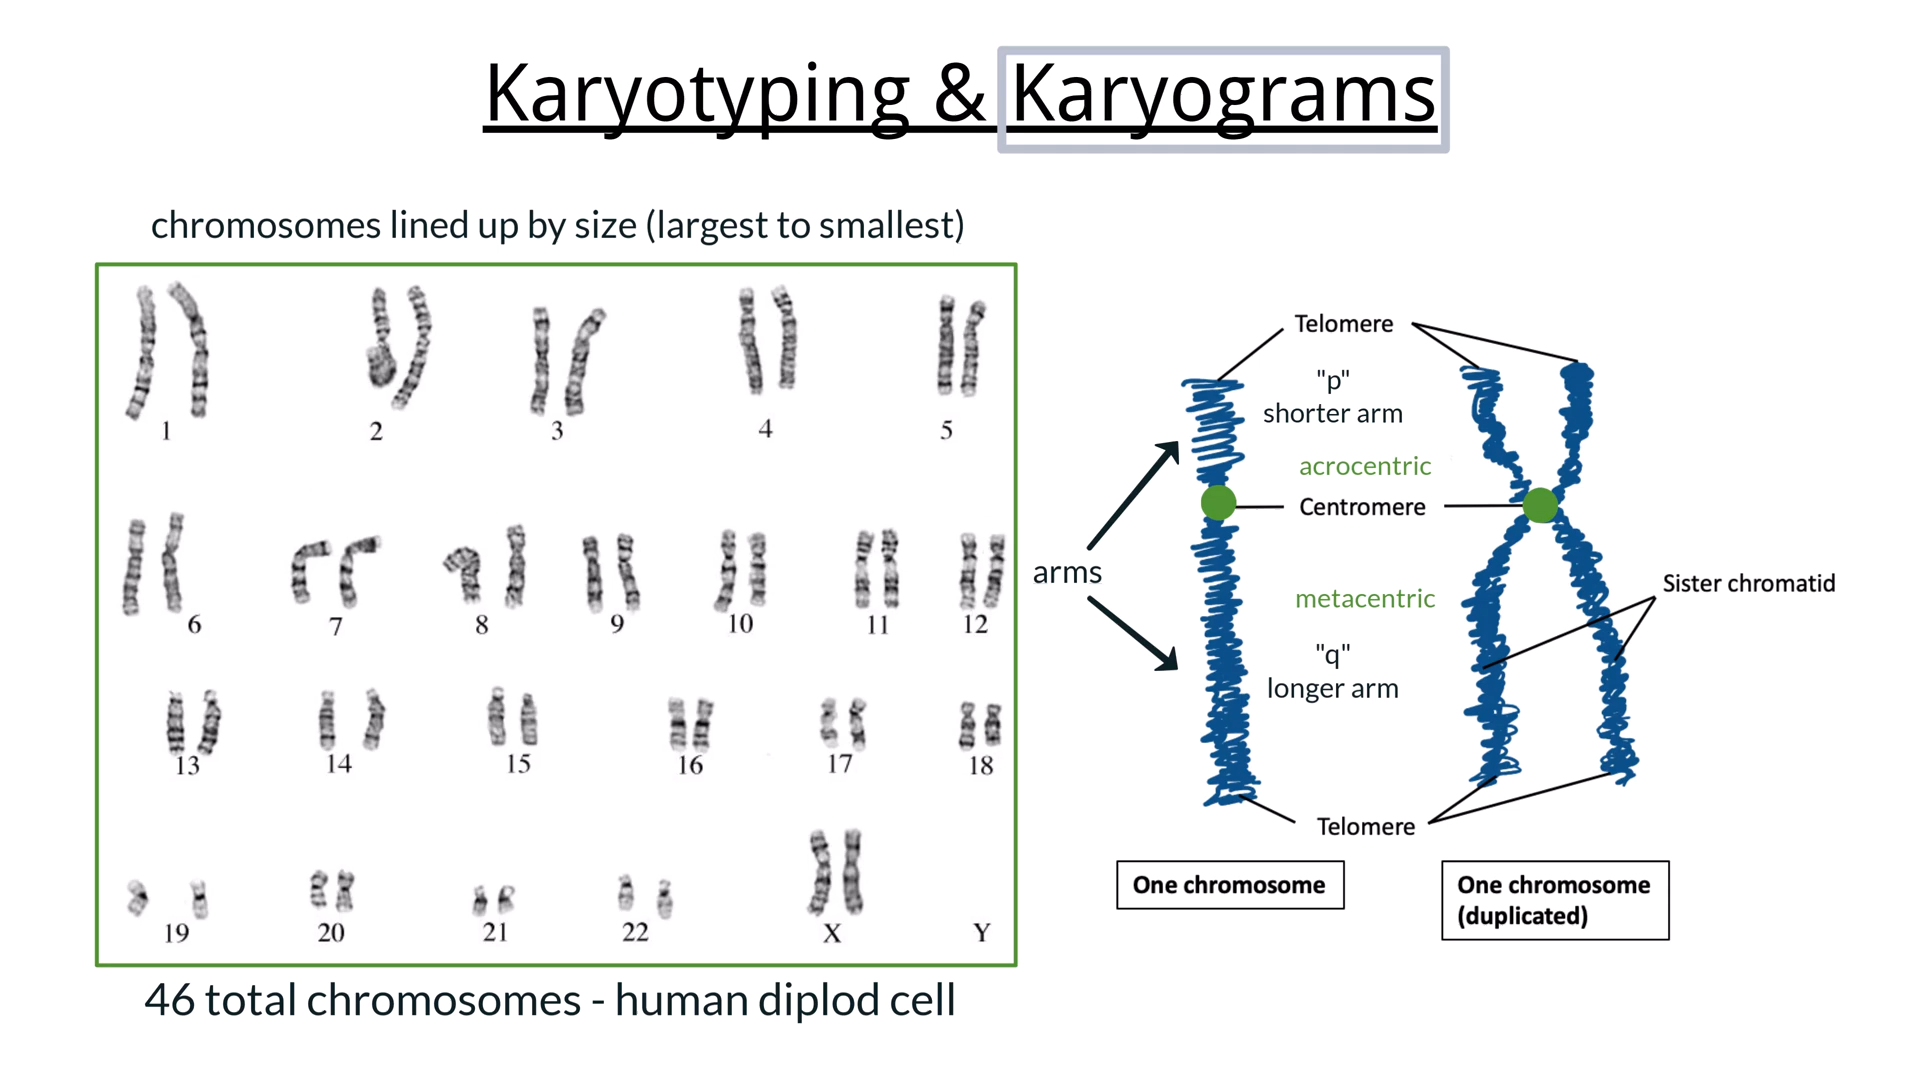 Karyotyping & Karyograms
chromosomes lined up by size (largest to smallest)
1 2 3 4 5
6 7 8 9 10 11 12
13 14 15 16 17 18
19 20 21 22 X Y
46 total chromosomes - human diplod cell
Telomere
"p"
shorter arm
acrocentric
Centromere
arms
metacentric
Sister chromatid
"q"
longer arm
Telomere
One chromosome
One chromosome
(duplicated)